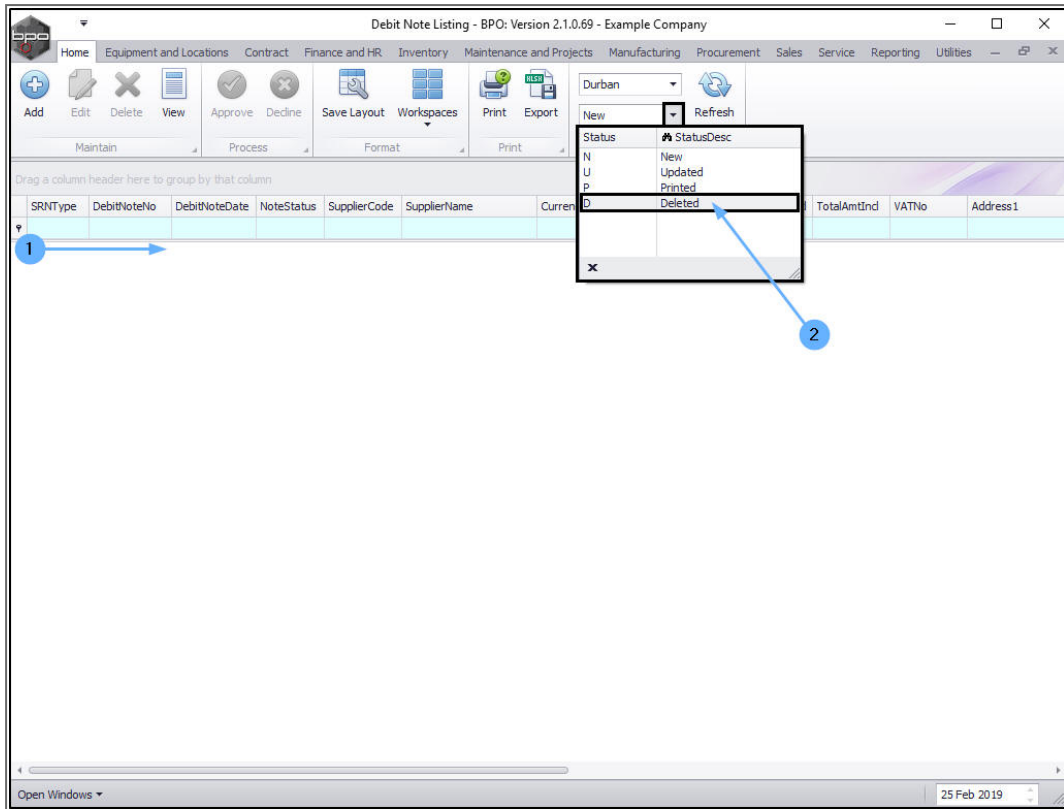 Debit Note Listing - BPO: Version 2.1.0.69 - Example Company
bpo
Home Equipment and Locations Contract Finance and HR Inventory Maintenance and Projects Manufacturing Procurement Sales Service Reporting Utilities
Durban
Add Edit Delete View Approve Decline Save Layout Workspaces Print Export New Refresh
Maintain Process Format Print
Status StatusDesc
N New
U Updated
P Printed
D Deleted
Drag a column header here to group by that column
SRNType DebitNoteNo DebitNoteDate NoteStatus SupplierCode SupplierName Curren TotalAmtIncl VATNo Address1
1
2
Open Windows 25 Feb 2019